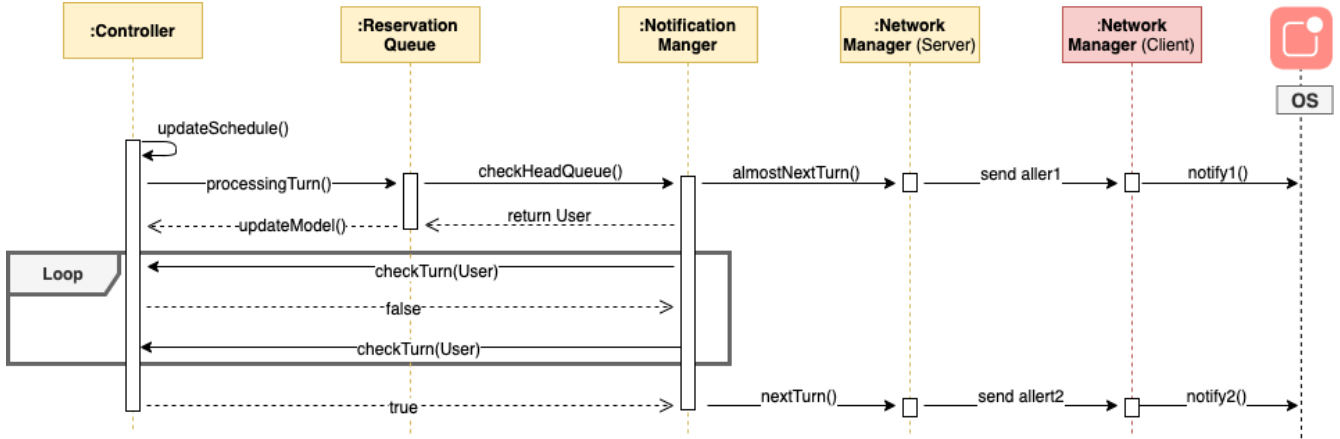 :Controller
:Reservation
Queue
:Notification
Manger
:Network
Manager (Server)
:Network
Manager (Client)
OS
updateSchedule()
processingTurn()
checkHeadQueue()
almostNextTurn()
send aller1
notify1()
updateModel()
return User
Loop
checkTurn(User)
false
checkTurn(User)
true
nextTurn()
send allert2
notify2()